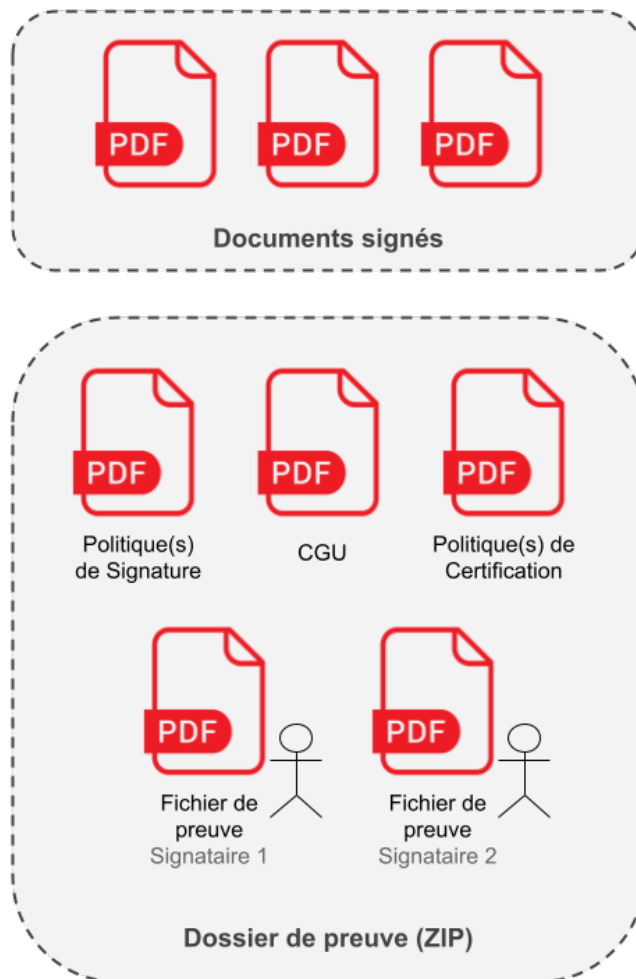 PDF PDF PDF
Documents signés
PDF PDF PDF
Politique(s)
de Signature
CGU
Politique(s) de
Certification
PDF PDF
Fichier de
preuve
Signataire 1
Fichier de
preuve
Signataire 2
Dossier de preuve (ZIP)